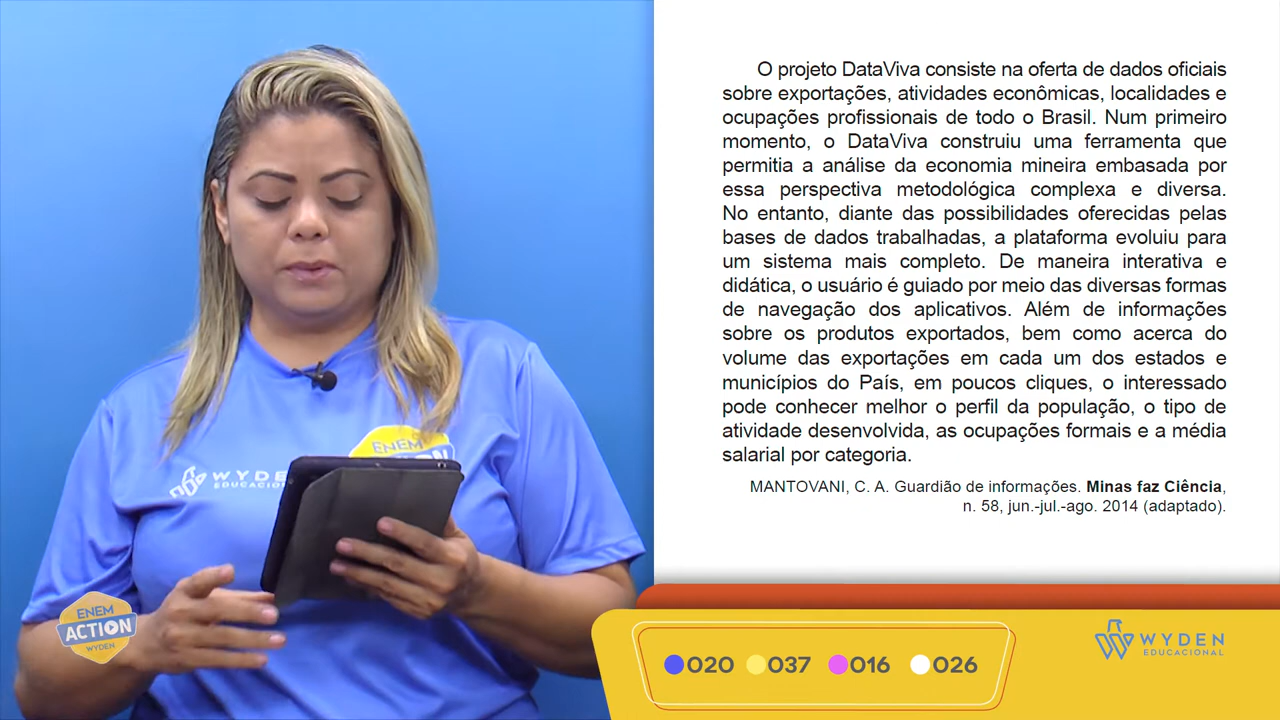 O projeto DataViva consiste na oferta de dados oficiais
sobre exportações, atividades econômicas, localidades e
ocupações profissionais de todo o Brasil. Num primeiro
momento, o DataViva construiu uma ferramenta que
permitia a análise da economia mineira embasada por
essa perspectiva metodológica complexa e diversa.
No entanto, diante das possibilidades oferecidas pelas
bases de dados trabalhadas, a plataforma evoluiu para
um sistema mais completo. De maneira interativa e
didática, o usuário é guiado por meio das diversas formas
de navegação dos aplicativos. Além de informações
sobre os produtos exportados, bem como acerca do
volume das exportações em cada um dos estados e
municípios do País, em poucos cliques, o interessado
pode conhecer melhor o perfil da população, o tipo de
atividade desenvolvida, as ocupações formais e a média
salarial por categoria.
MANTOVANI, C. A. Guardião de informações. Minas faz Ciência,
n. 58, jun.-jul.-ago. 2014 (adaptado).
ENEM
WYDEN
EDUCACIONAL
ENEM
ACTION
WYDEN
020 037 016 026
WYDEN
EDUCACIONAL